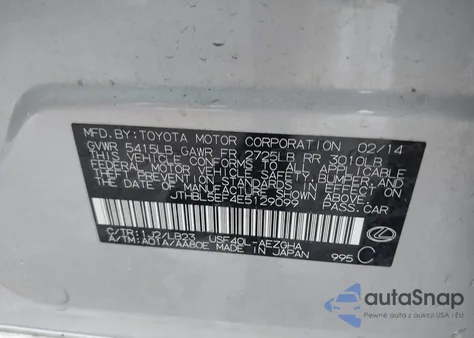 MFD. BY: TOYOTA MOTOR CORPORATION 02/14
GVWR 5415LB GAWR FR 2725LB RR 3010LB
THIS VEHICLE CONFORMS TO ALL APPLICABLE
FEDERAL MOTOR VEHICLE SAFETY, BUMPER, AND
THEFT PREVENTION STANDARDS IN EFFECT ON
THE DATE OF MANUFACTURE SHOWN ABOVE.
JTHBL5EF4E5129099 PASS.CAR
C/TR: 1J2/LB23 USF40L-AEZGHA
A/TM: A01A/AA80E MADE IN JAPAN 995 C
autoSnap
Pewne auta z aukcji USA i EU